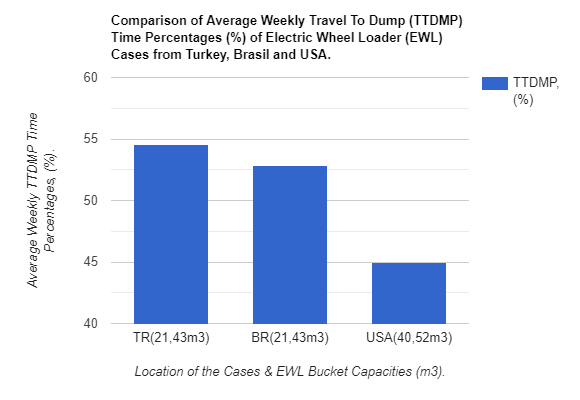 Comparison of Average Weekly Travel To Dump (TTDMP)
Time Percentages (%) of Electric Wheel Loader (EWL)
Cases from Turkey, Brasil and USA.
60
55
50
45
40
Average Weekly TTDMP Time
Percentages, (%).
TTDMP,
(%)
TR(21,43m3)
BR(21,43m3)
USA(40,52m3)
Location of the Cases & EWL Bucket Capacities (m3).